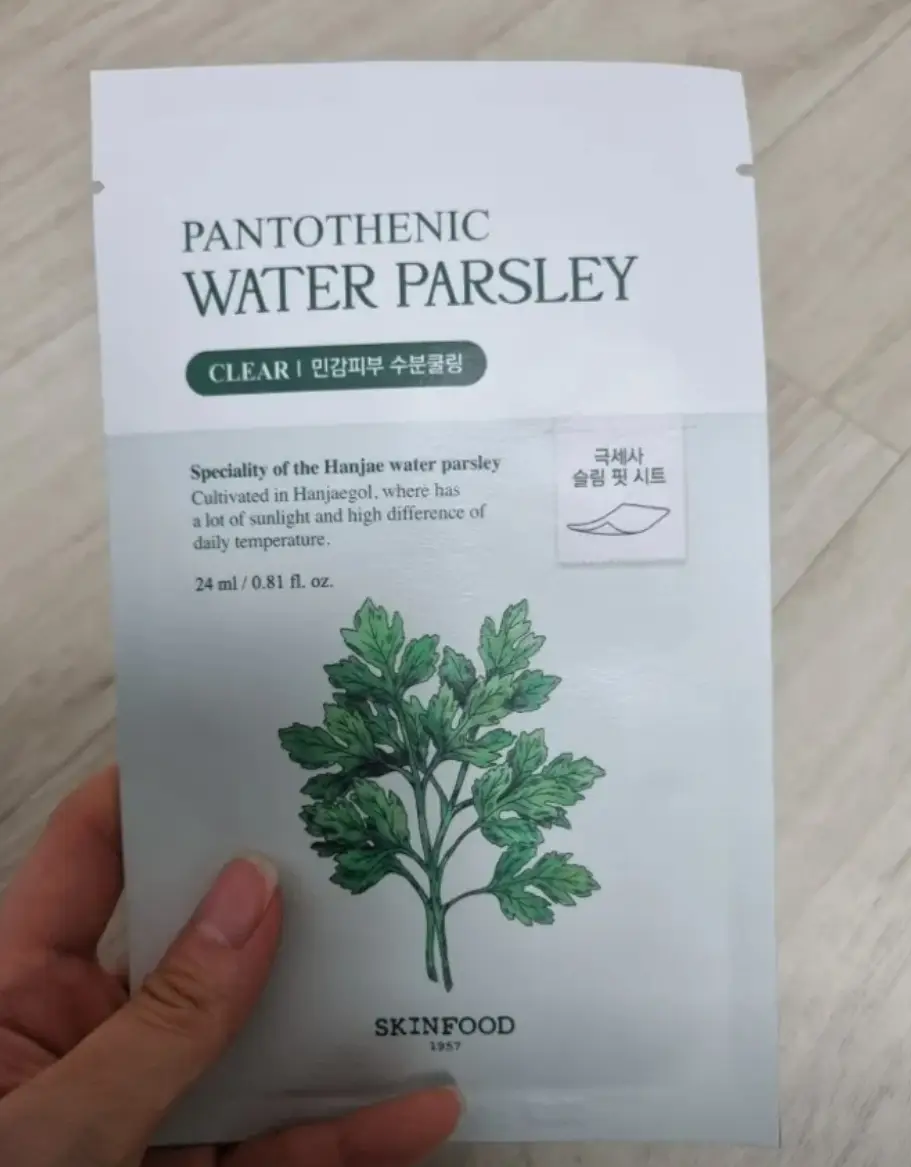 PANTOTHENIC
WATER PARSLEY
CLEAR | 민감피부 수분쿨링
Speciality of the Hanjae water parsley
Cultivated in Hanjaegol, where has
a lot of sunlight and high difference of
daily temperature.
24 ml / 0.81 fl. oz.
극세사
슬림 핏 시트
SKINFOOD
1957